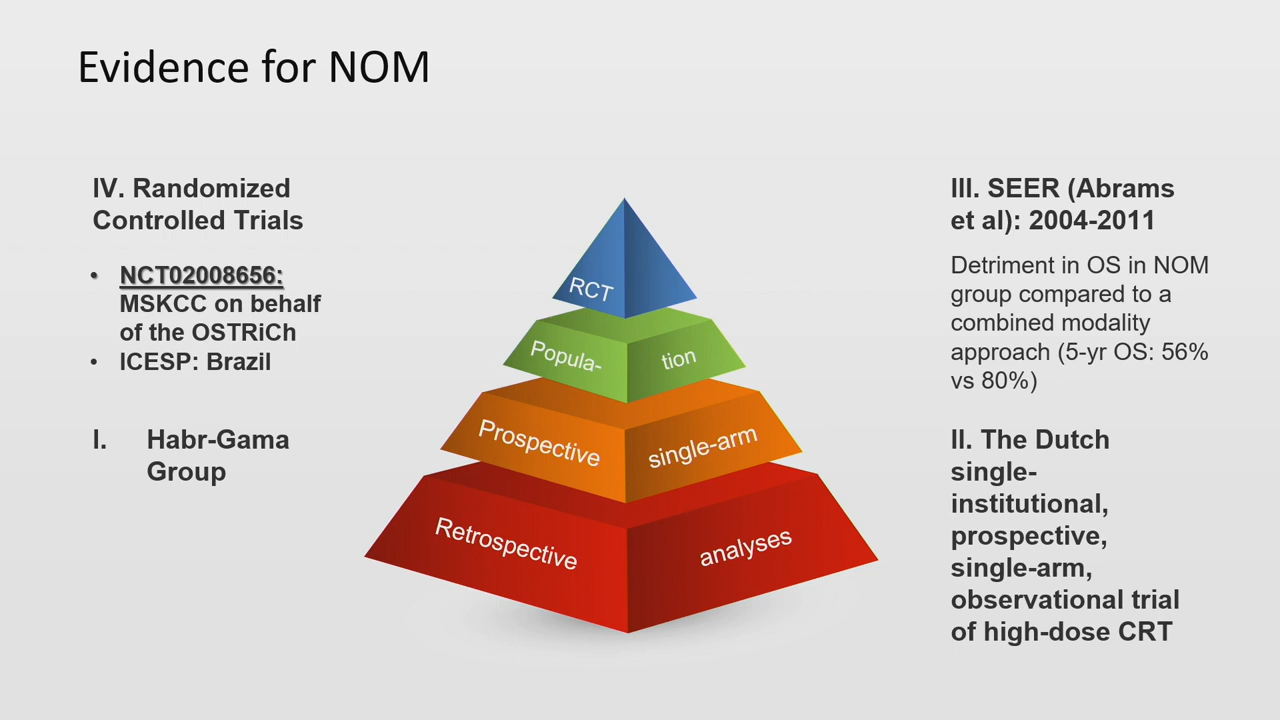 Evidence for NOM
IV. Randomized
Controlled Trials
• NCT02008656:
MSKCC on behalf
of the OSTRiCh
• ICESP: Brazil
I. Habr-Gama
Group
RCT
Popula-
tion
Prospective
single-arm
Retrospective
analyses
III. SEER (Abrams
et al): 2004-2011
Detriment in OS in NOM
group compared to a
combined modality
approach (5-yr OS: 56%
vs 80%)
II. The Dutch
single-
institutional,
prospective,
single-arm,
observational trial
of high-dose CRT